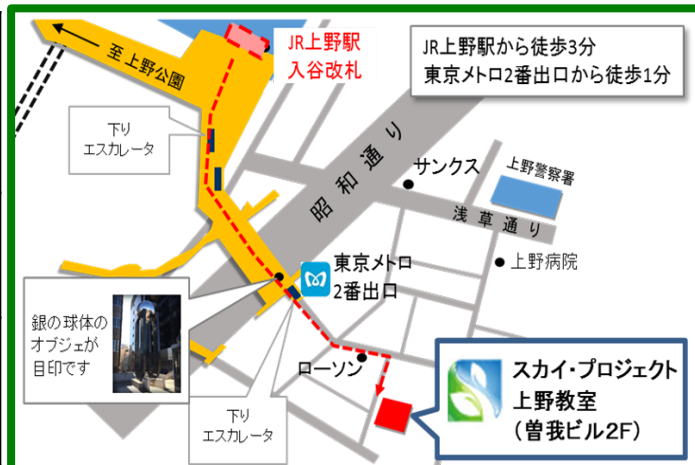 至 上野公園
JR上野駅
入谷改札
JR上野駅から徒歩3分
東京メトロ2番出口から徒歩1分
下り
エスカレータ
昭和通り
サンクス
上野警察署
浅草通り
上野病院
東京メトロ
2番出口
銀の球体の
オブジェが
目印です
ローソン
下り
エスカレータ
スカイ・プロジェクト
上野教室
(曽我ビル2F)